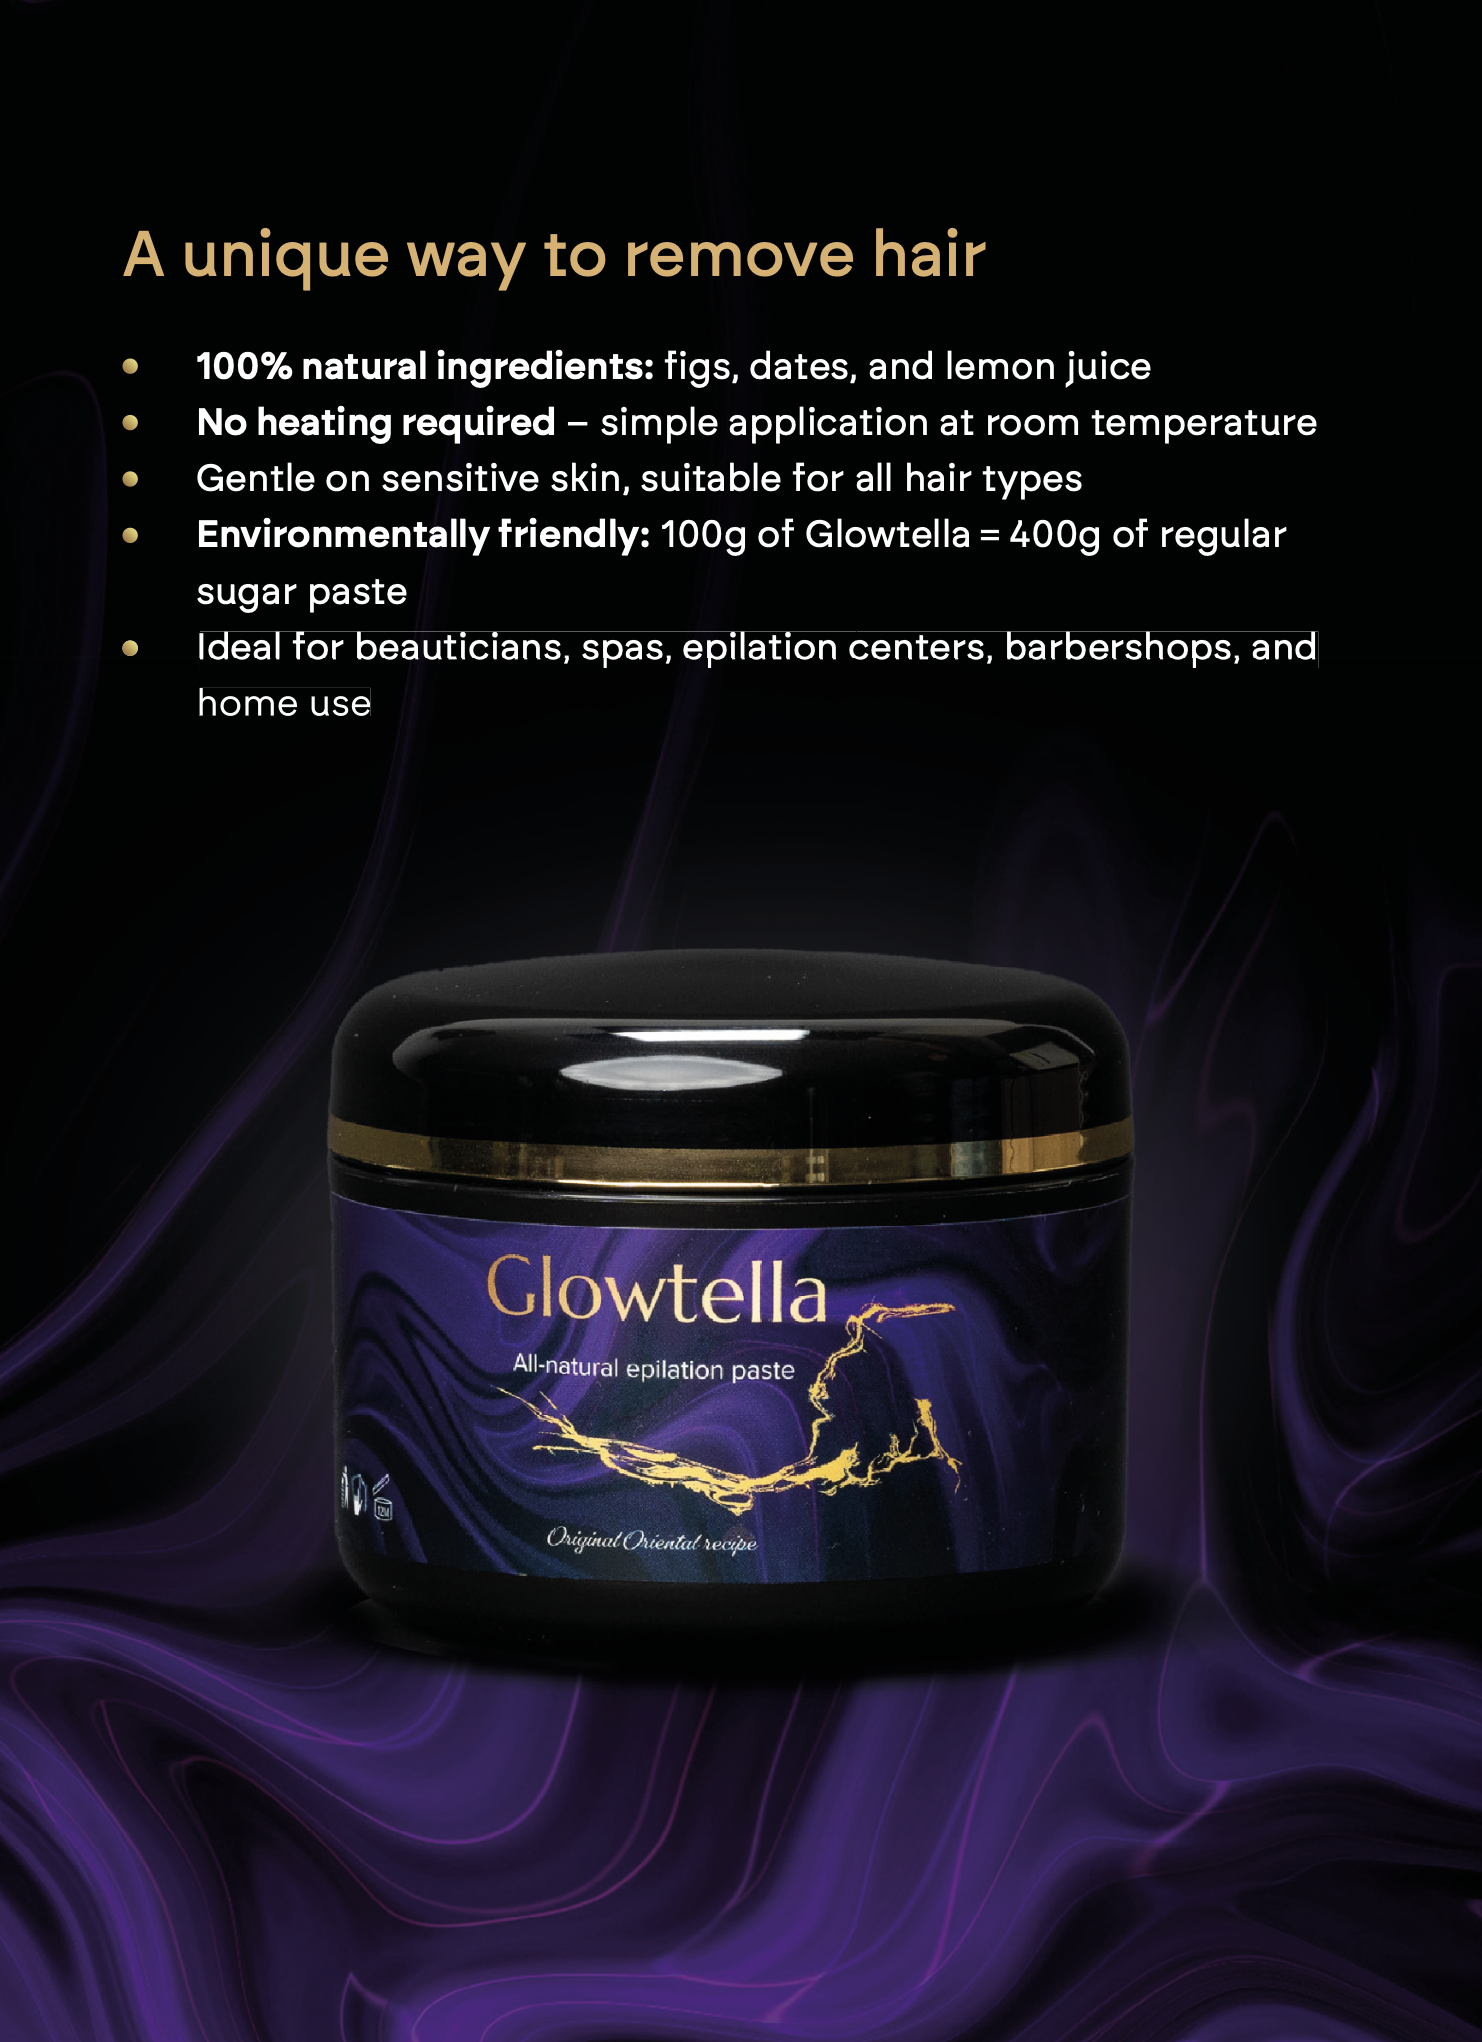 A unique way to remove hair
• 100% natural ingredients: figs, dates, and lemon juice
• No heating required – simple application at room temperature
• Gentle on sensitive skin, suitable for all hair types
• Environmentally friendly: 100g of Glowtella = 400g of regular
sugar paste
• Ideal for beauticians, spas, epilation centers, barbershops, and
home use
Glowtella
All-natural epilation paste
12M
Original Oriental recipe